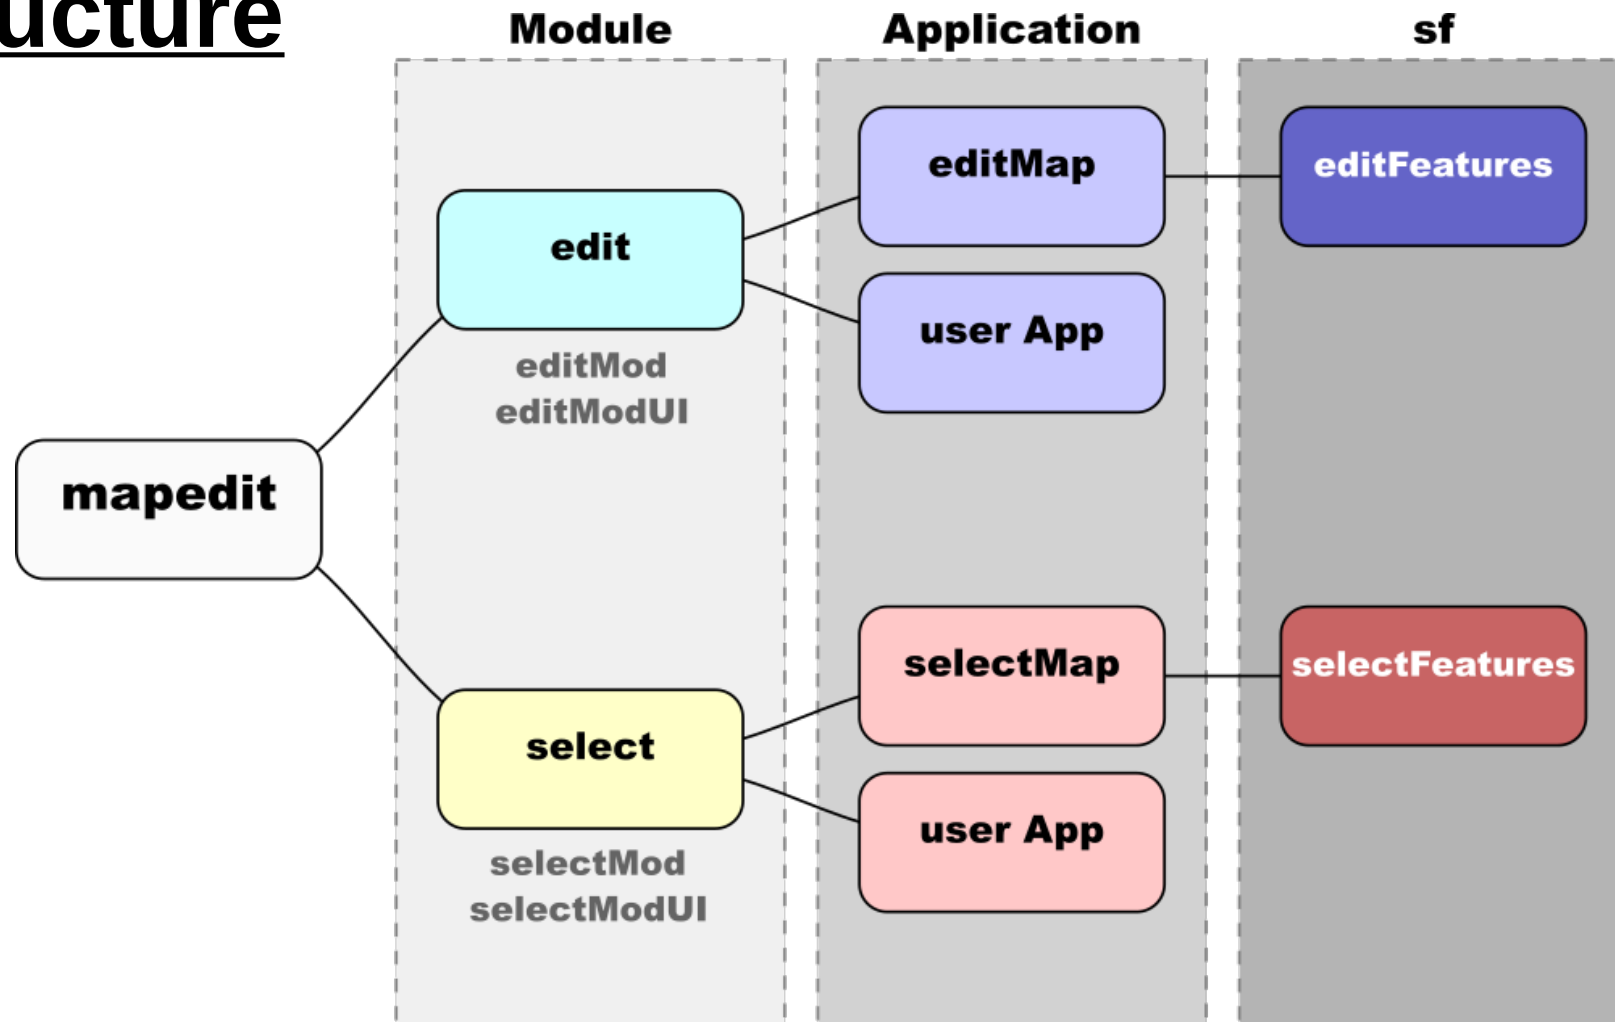 ucture
Module
Application
sf
editMap
editFeatures
edit
user App
editMod
editModUI
mapedit
selectMap
selectFeatures
select
user App
selectMod
selectModUI